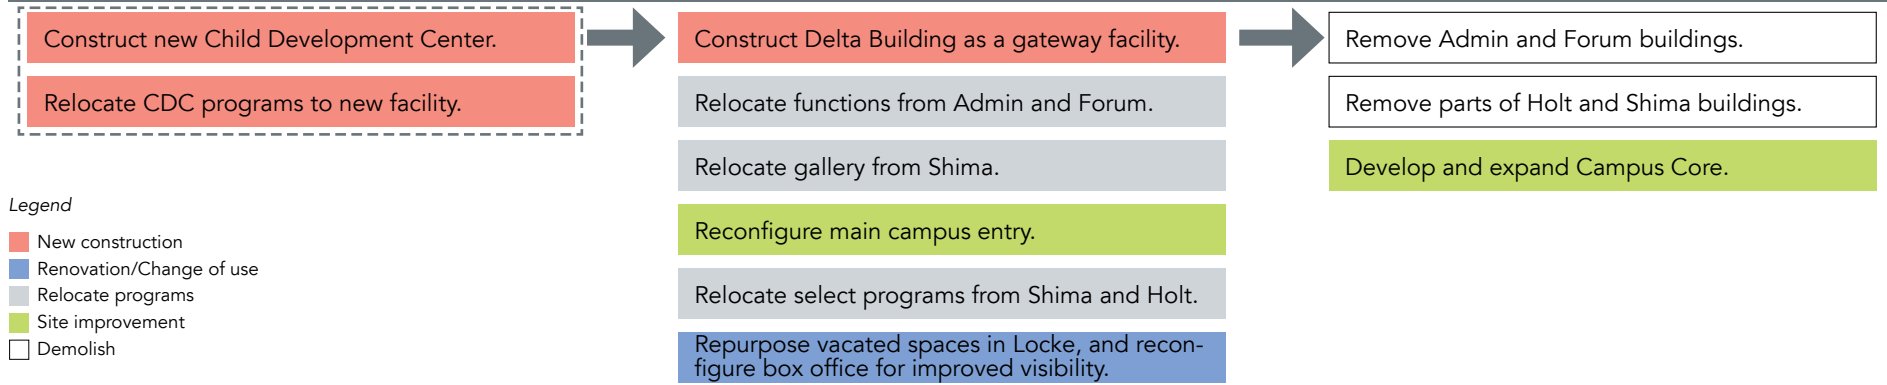 Construct new Child Development Center.
Relocate CDC programs to new facility.
Construct Delta Building as a gateway facility.
Relocate functions from Admin and Forum.
Relocate gallery from Shima.
Reconfigure main campus entry.
Relocate select programs from Shima and Holt.
Repurpose vacated spaces in Locke, and recon-
figure box office for improved visibility.
Remove Admin and Forum buildings.
Remove parts of Holt and Shima buildings.
Develop and expand Campus Core.
Legend
New construction
Renovation/Change of use
Relocate programs
Site improvement
Demolish